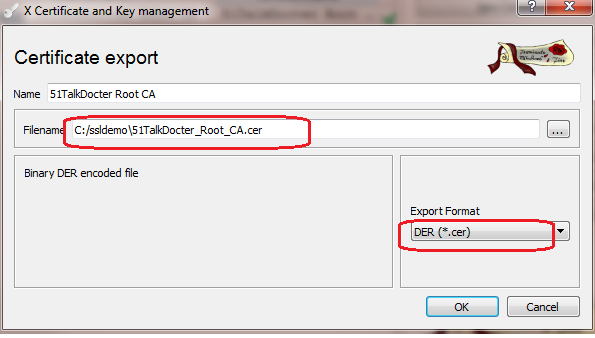 X Certificate and Key management
Certificate export
Name 51TalkDocter Root CA
Filename C:/ssldemo\51TalkDocter_Root_CA.cer ...
Binary DER encoded file
Export Format
DER (*.cer)
OK Cancel